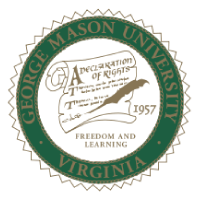 GEORGE MASON UNIVERSITY
A DECLARATION
OF RIGHTS
1957
FREEDOM AND
LEARNING
VIRGINIA